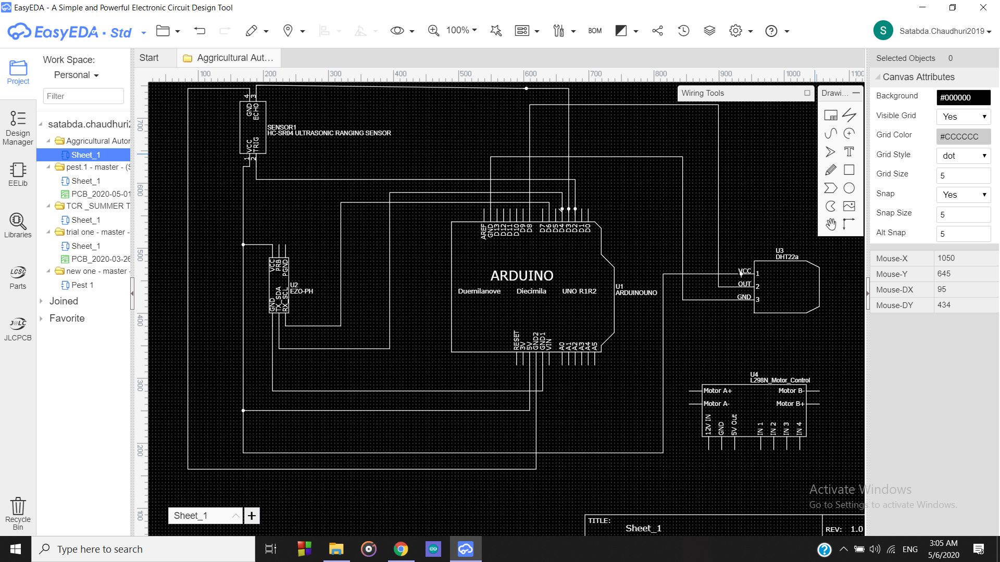 EasyEDA - A Simple and Powerful Electronic Circuit Design Tool
EasyEDA · Std
100%
BOM
S
Satabda.Chaudhuri2019
Project
Design
Manager
EELib
Libraries
LCSC
Parts
J@LC
JLCPCB
Recycle
Bin
Work Space:
Personal
Filter
satabda.chaudhuri2
Aggricultural Autor
Sheet_1
pest.1 - master - (S
Sheet_1
PCB_2020-05-01
TCR _SUMMER T
Sheet_1
trial one - master -
Sheet_1
PCB_2020-03-26
new one - master -
Pest 1
Joined
Favorite
Start
Aggricultural Aut...
100 200 300 400 500 600 700 800 900 1000 1100
700
600
500
400
300
200
100
4 3
GND
ECHO
VCC
TRIG
1 2
SENSOR1
HC-SR04 ULTRASONIC RANGING SENSOR
VCC
PRB
PGND
GND
TX_SDA
RX_SCL
U2
EZO-PH
AREF
GND
D13
D12
D11
D10
D9
D8
D7
D6
D5
D4
D3
D2
D1
D0
ARDUINO
Duemilanove Diecimila UNO R1R2
U1
ARDUINOUNO
RESET
3V
5V
GND2
GND1
VIN
A0
A1
A2
A3
A4
A5
U3
DHT22a
VCC 1
OUT 2
GND 3
U4
L298N_Motor_Control
Motor A+ Motor B-
Motor A- Motor B+
12V IN
GND
5V Out
IN 1
IN 2
IN 3
IN 4
Wiring Tools
Drawi...
T
Sheet_1
+
TITLE:
Sheet_1
REV: 1.0
Selected Objects 0
Canvas Attributes
Background #000000
Visible Grid Yes
Grid Color #CCCCCC
Grid Style dot
Grid Size 5
Snap Yes
Snap Size 5
Alt Snap 5
Mouse-X 1050
Mouse-Y 645
Mouse-DX 95
Mouse-DY 434
Activate Windows
Go to Settings to activate Windows.
Type here to search
ENG
3:05 AM
5/6/2020